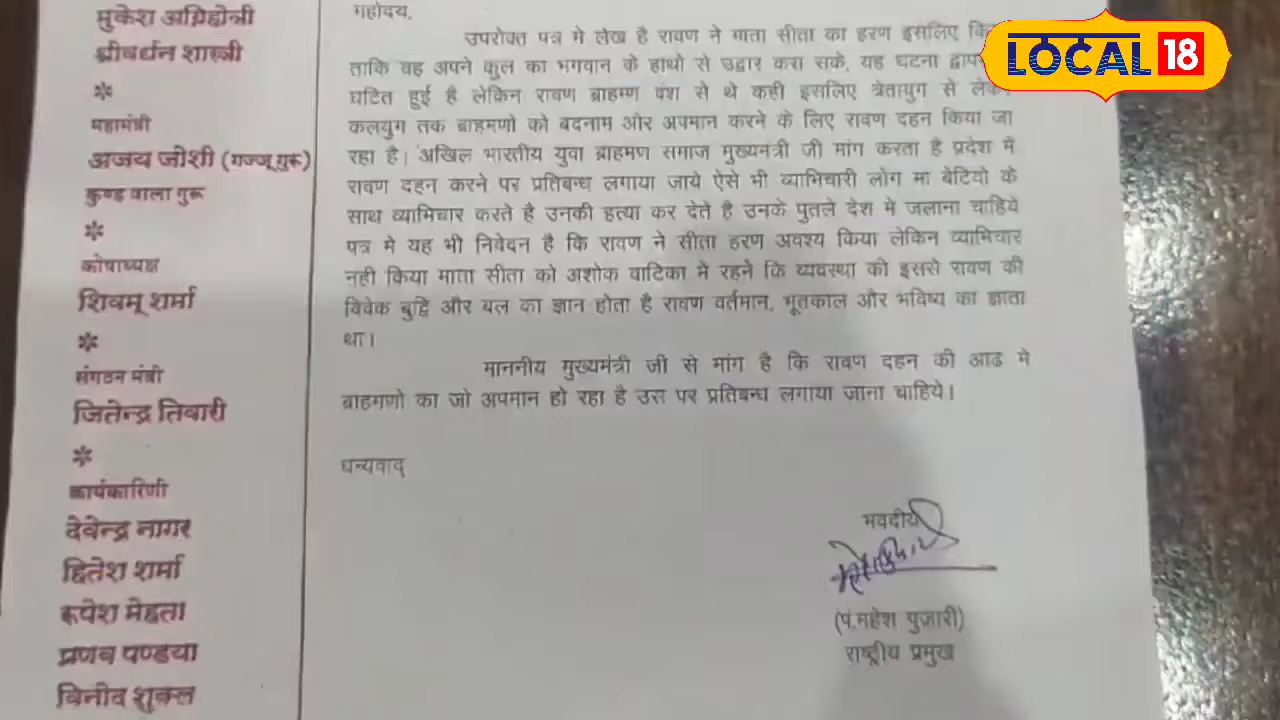 मुकेश अग्निहोत्री
श्रीवर्धन शास्त्री
*
महामंत्री
अजय जोशी (गज्जू गुरू)
कुण्ड वाला गुरू
*
कोषाध्यक्ष
शिवमू शर्मा
*
संगठन मंत्री
जितेन्द्र तिवारी
*
कार्यकारिणी
देवेन्द्र नागर
हितेश शर्मा
रूपेश मेहता
प्रणव पण्डया
विनोद शुक्ल
महोदय,
उपरोक्त पत्र मे लेख है रावण ने माता सीता का हरण इसलिए
ताकि वह अपने कुल का भगवान के हाथो से उद्वार करा सके, यह घटना
घटित हुई है लेकिन रावण ब्राहम्ण वंश से थे कही इसलिए त्रेतायुग से लेकर
कलयुग तक ब्राहमणो को बदनाम ओर अपमान करने के लिए रावण दहन किया जा
रहा है। अखिल भारतीय युवा ब्राहमण समाज मुख्यमंत्री जी मांग करता है प्रदेश में
रावण दहन करने पर प्रतिबन्ध लगाया जाये ऐसे भी व्याभिचारी लोग मा बेटियो के
साथ व्याभिचार करते है उनकी हत्या कर देते है उनके पुतले देश मे जलाना चाहिये
पत्र मे यह भी निवेदन है कि रावण ने सीता हरण अवश्य किया लेकिन व्याभिचार
नही किया माता सीता को अशोक वाटिका मे रहने कि व्यवस्था की इससे रावण की
विवेक बुद्वि और बल का ज्ञान होता है रावण वर्तमान, भूतकाल और भविष्य का ज्ञाता
था।
माननीय मुख्यमंत्री जी से मांग है कि रावण दहन की आढ मे
ब्राहमणो का जो अपमान हो रहा है उस पर प्रतिबन्ध लगाया जाना चाहिये।
धन्यवाद्
भवदीय
(पं.महेश पुजारी)
राष्ट्रीय प्रमुख
LOCAL 18